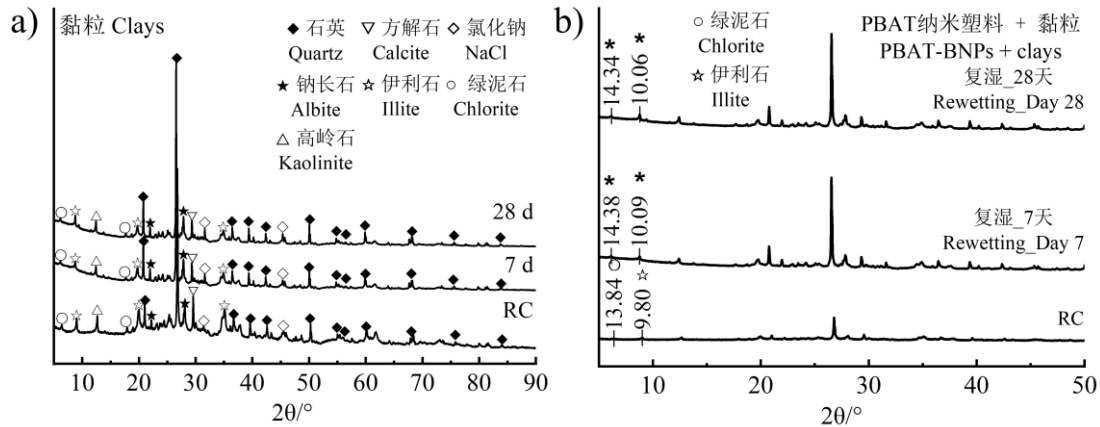 a)
黏粒 Clays
石英 方解石 氯化钠
Quartz Calcite NaCl
钠长石 伊利石 绿泥石
Albite Illite Chlorite
高岭石
Kaolinite
28 d
7 d
RC
10 20 30 40 50 60 70 80 90
2θ/°
b)
绿泥石
Chlorite
伊利石
Illite
PBAT纳米塑料 + 黏粒
PBAT-BNPs + clays
复湿_28天
Rewetting_Day 28
14.34*
10.06*
复湿_7天
Rewetting_Day 7
14.38*
10.09*
RC
13.84
9.80
10 20 30 40 50
2θ/°